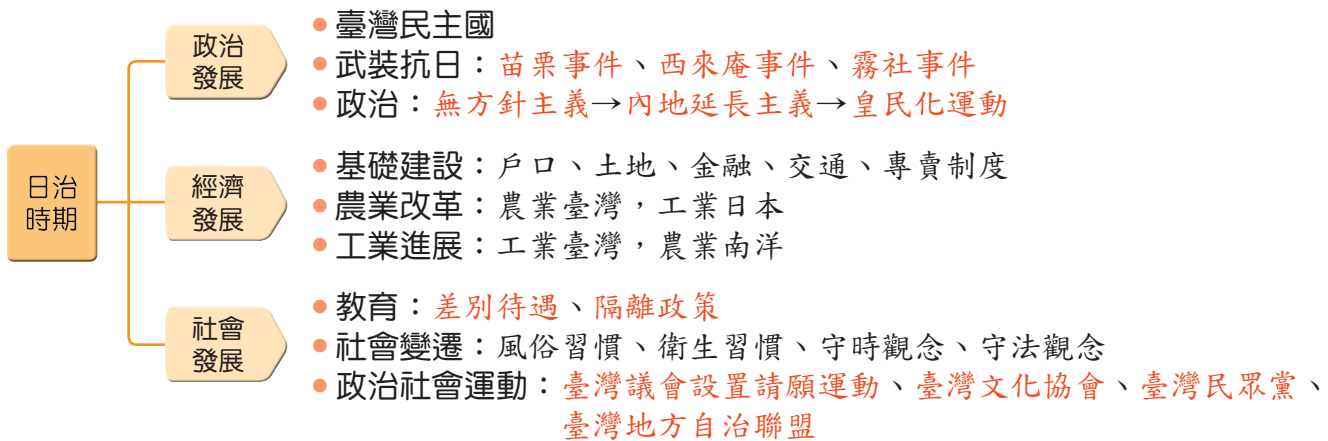 日治
時期
政治
發展
●臺灣民主國
●武裝抗日：苗栗事件、西來庵事件、霧社事件
●政治：無方針主義→內地延長主義→皇民化運動
經濟
發展
●基礎建設：戶口、土地、金融、交通、專賣制度
●農業改革：農業臺灣，工業日本
●工業進展：工業臺灣，農業南洋
社會
發展
●教育：差別待遇、隔離政策
●社會變遷：風俗習慣、衛生習慣、守時觀念、守法觀念
●政治社會運動：臺灣議會設置請願運動、臺灣文化協會、臺灣民眾黨、
臺灣地方自治聯盟